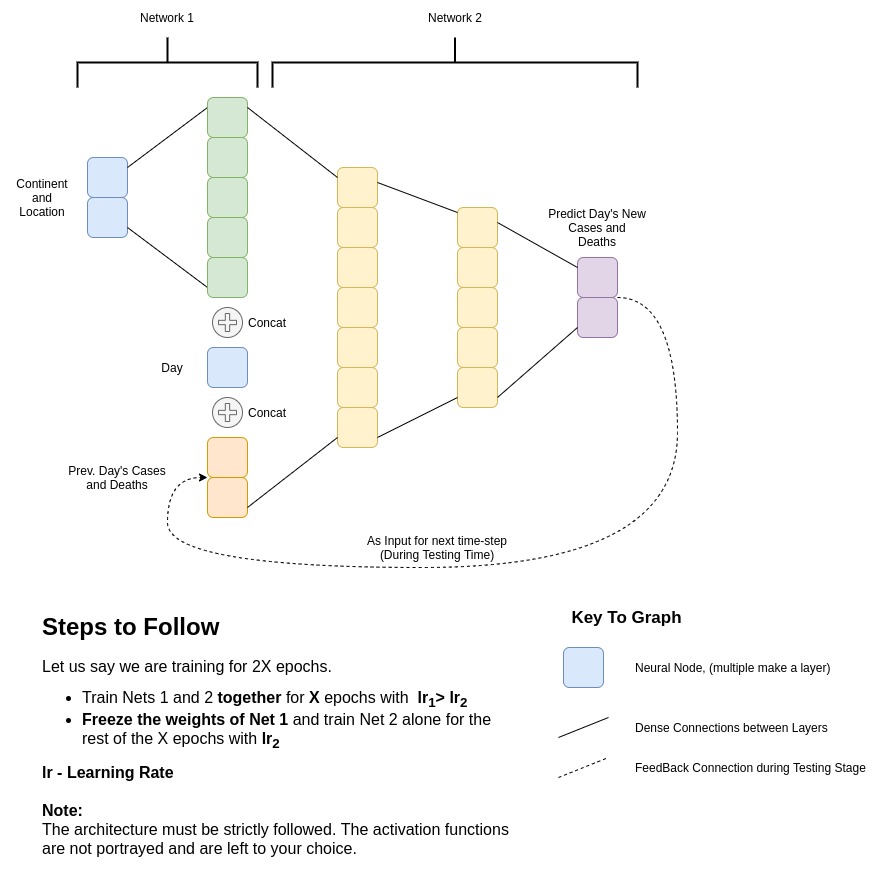 Network 1
Network 2
Continent
and
Location
Concat
Day
Concat
Prev. Day's Cases
and Deaths
Predict Day's New
Cases and
Deaths
As Input for next time-step
(During Testing Time)
Steps to Follow
Let us say we are training for 2X epochs.
• Train Nets 1 and 2 together for X epochs with lr1> lr2
• Freeze the weights of Net 1 and train Net 2 alone for the
rest of the X epochs with lr2
lr - Learning Rate
Note:
The architecture must be strictly followed. The activation functions
are not portrayed and are left to your choice.
Key To Graph
Neural Node, (multiple make a layer)
Dense Connections between Layers
FeedBack Connection during Testing Stage